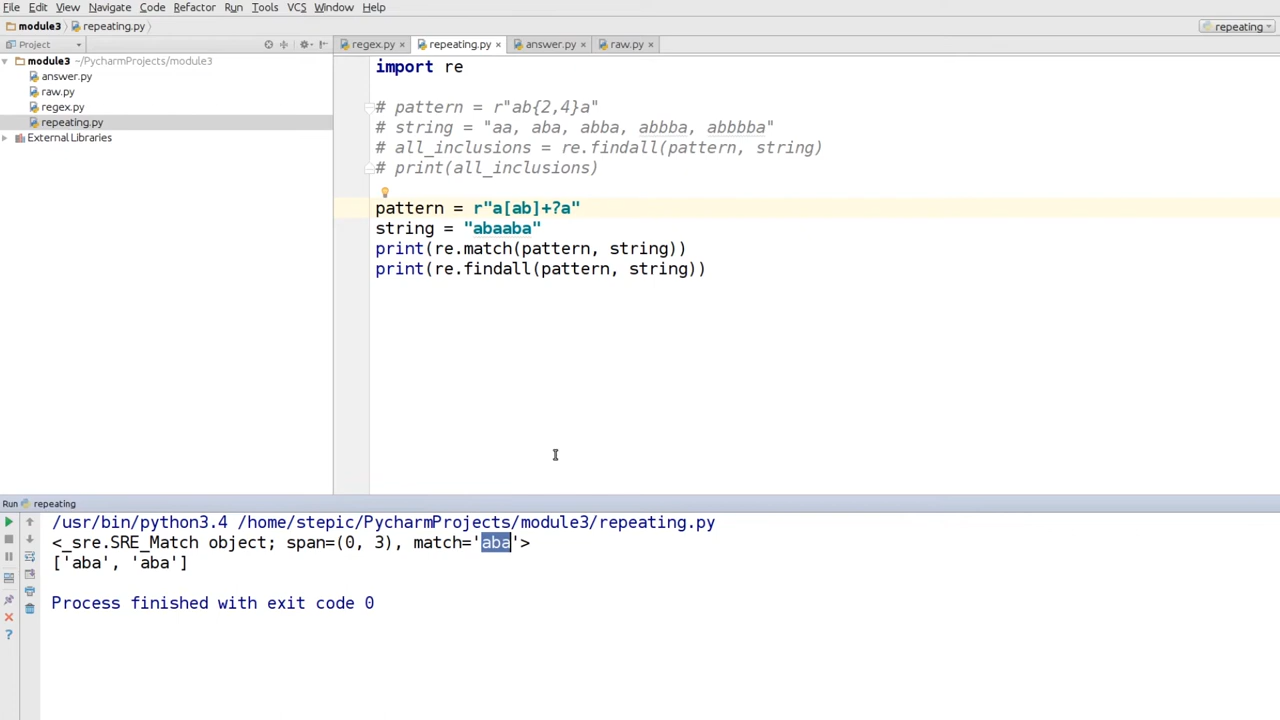 File Edit View Navigate Code Refactor Run Tools VCS Window Help
module3 repeating.py repeating
Project regex.py × repeating.py × answer.py × raw.py ×
module3 ~/PycharmProjects/module3
answer.py
raw.py
regex.py
repeating.py
External Libraries
import re
# pattern = r"ab{2,4}a"
# string = "aa, aba, abba, abbba, abbbba"
# all_inclusions = re.findall(pattern, string)
# print(all_inclusions)
pattern = r"a[ab]+?a"
string = "abaaba"
print(re.match(pattern, string))
print(re.findall(pattern, string))
Run repeating
/usr/bin/python3.4 /home/stepic/PycharmProjects/module3/repeating.py
<_sre.SRE_Match object; span=(0, 3), match='aba'>
['aba', 'aba']
Process finished with exit code 0